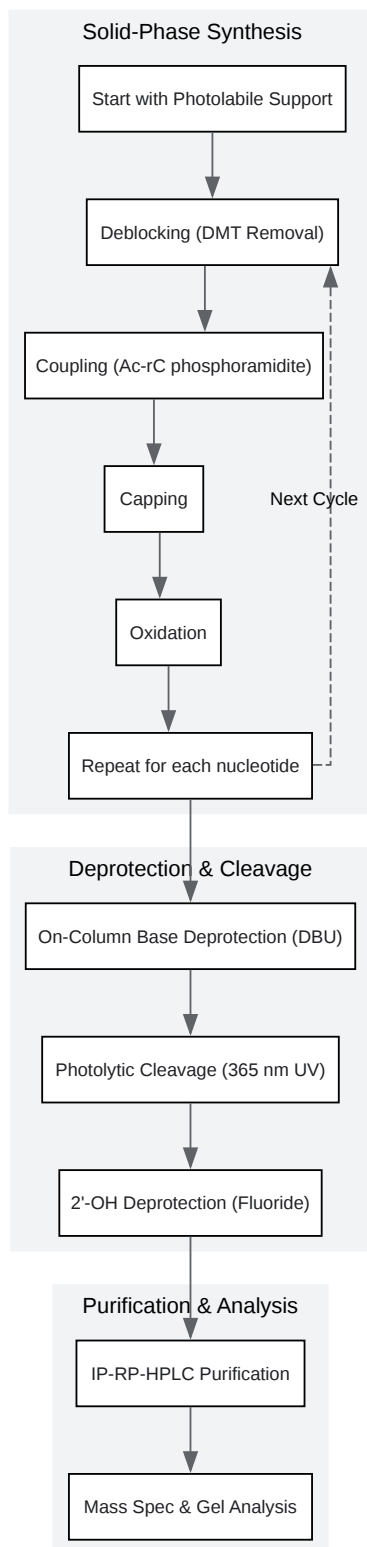 Solid-Phase Synthesis
Start with Photolabile Support
Deblocking (DMT Removal)
Coupling (Ac-rC phosphoramidite)
Capping
Next Cycle
Oxidation
Repeat for each nucleotide
Deprotection & Cleavage
On-Column Base Deprotection (DBU)
Photolytic Cleavage (365 nm UV)
2'-OH Deprotection (Fluoride)
Purification & Analysis
IP-RP-HPLC Purification
Mass Spec & Gel Analysis